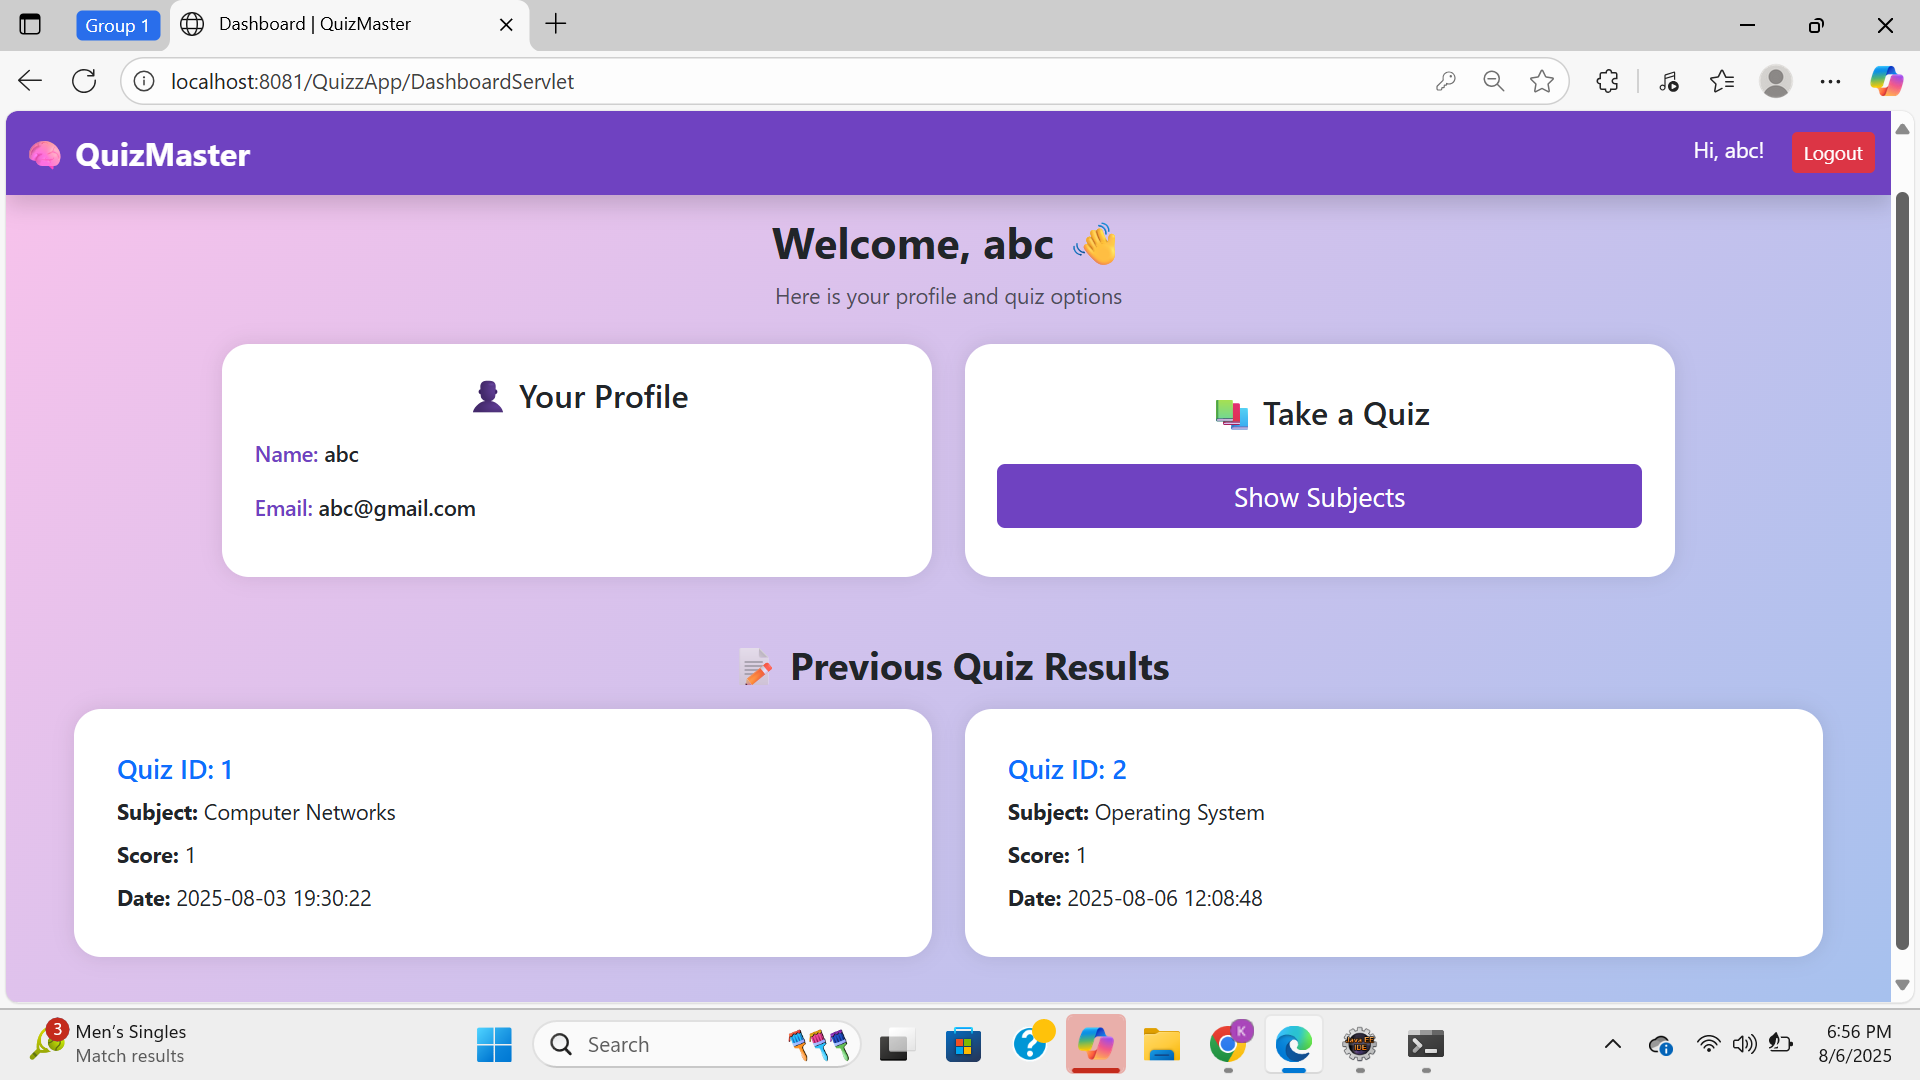 Group 1
Dashboard | QuizMaster
localhost:8081/QuizzApp/DashboardServlet
QuizMaster
Hi, abc!
Logout
Welcome, abc 👋
Here is your profile and quiz options
Your Profile
Name: abc
Email: abc@gmail.com
Take a Quiz
Show Subjects
Previous Quiz Results
Quiz ID: 1
Subject: Computer Networks
Score: 1
Date: 2025-08-03 19:30:22
Quiz ID: 2
Subject: Operating System
Score: 1
Date: 2025-08-06 12:08:48
3
Men's Singles
Match results
Search
K
Java EE
IDE
6:56 PM
8/6/2025